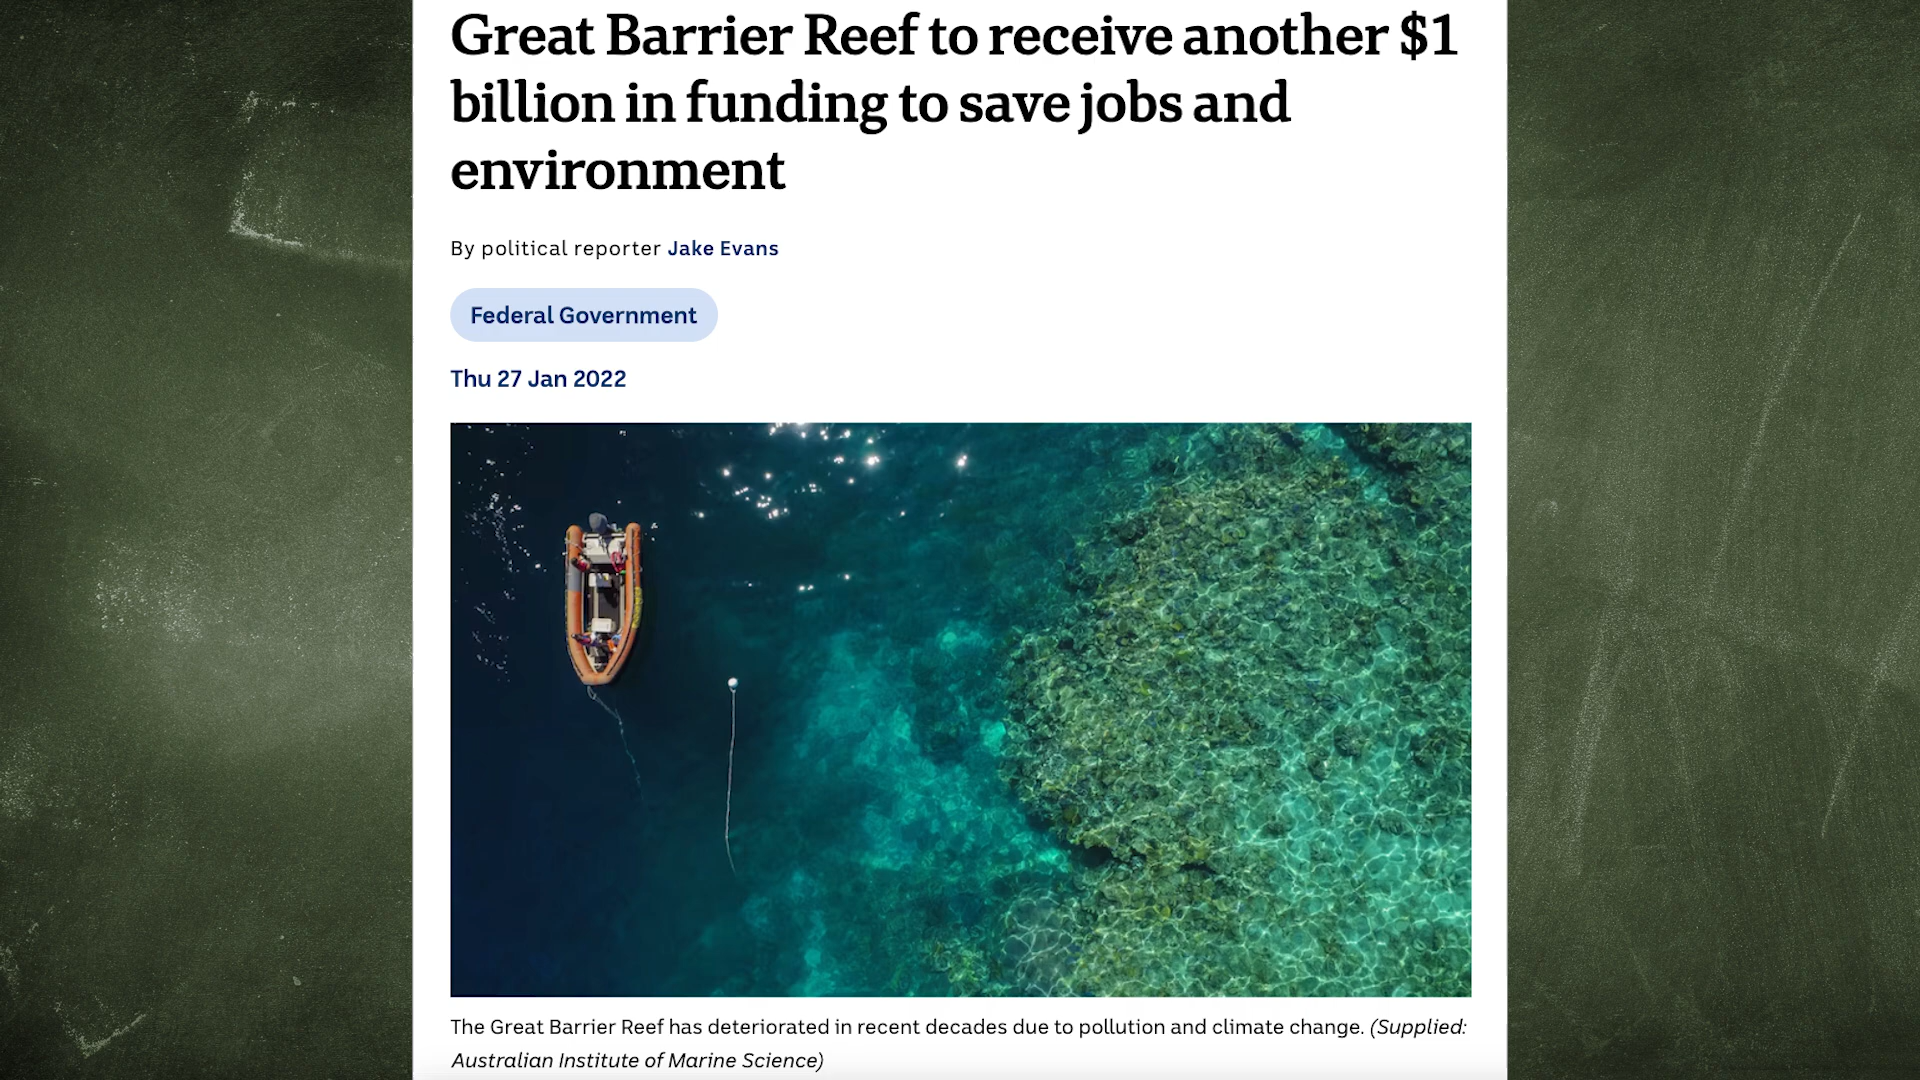 Great Barrier Reef to receive another $1
billion in funding to save jobs and
environment
By political reporter Jake Evans
Federal Government
Thu 27 Jan 2022
The Great Barrier Reef has deteriorated in recent decades due to pollution and climate change. (Supplied:
Australian Institute of Marine Science)